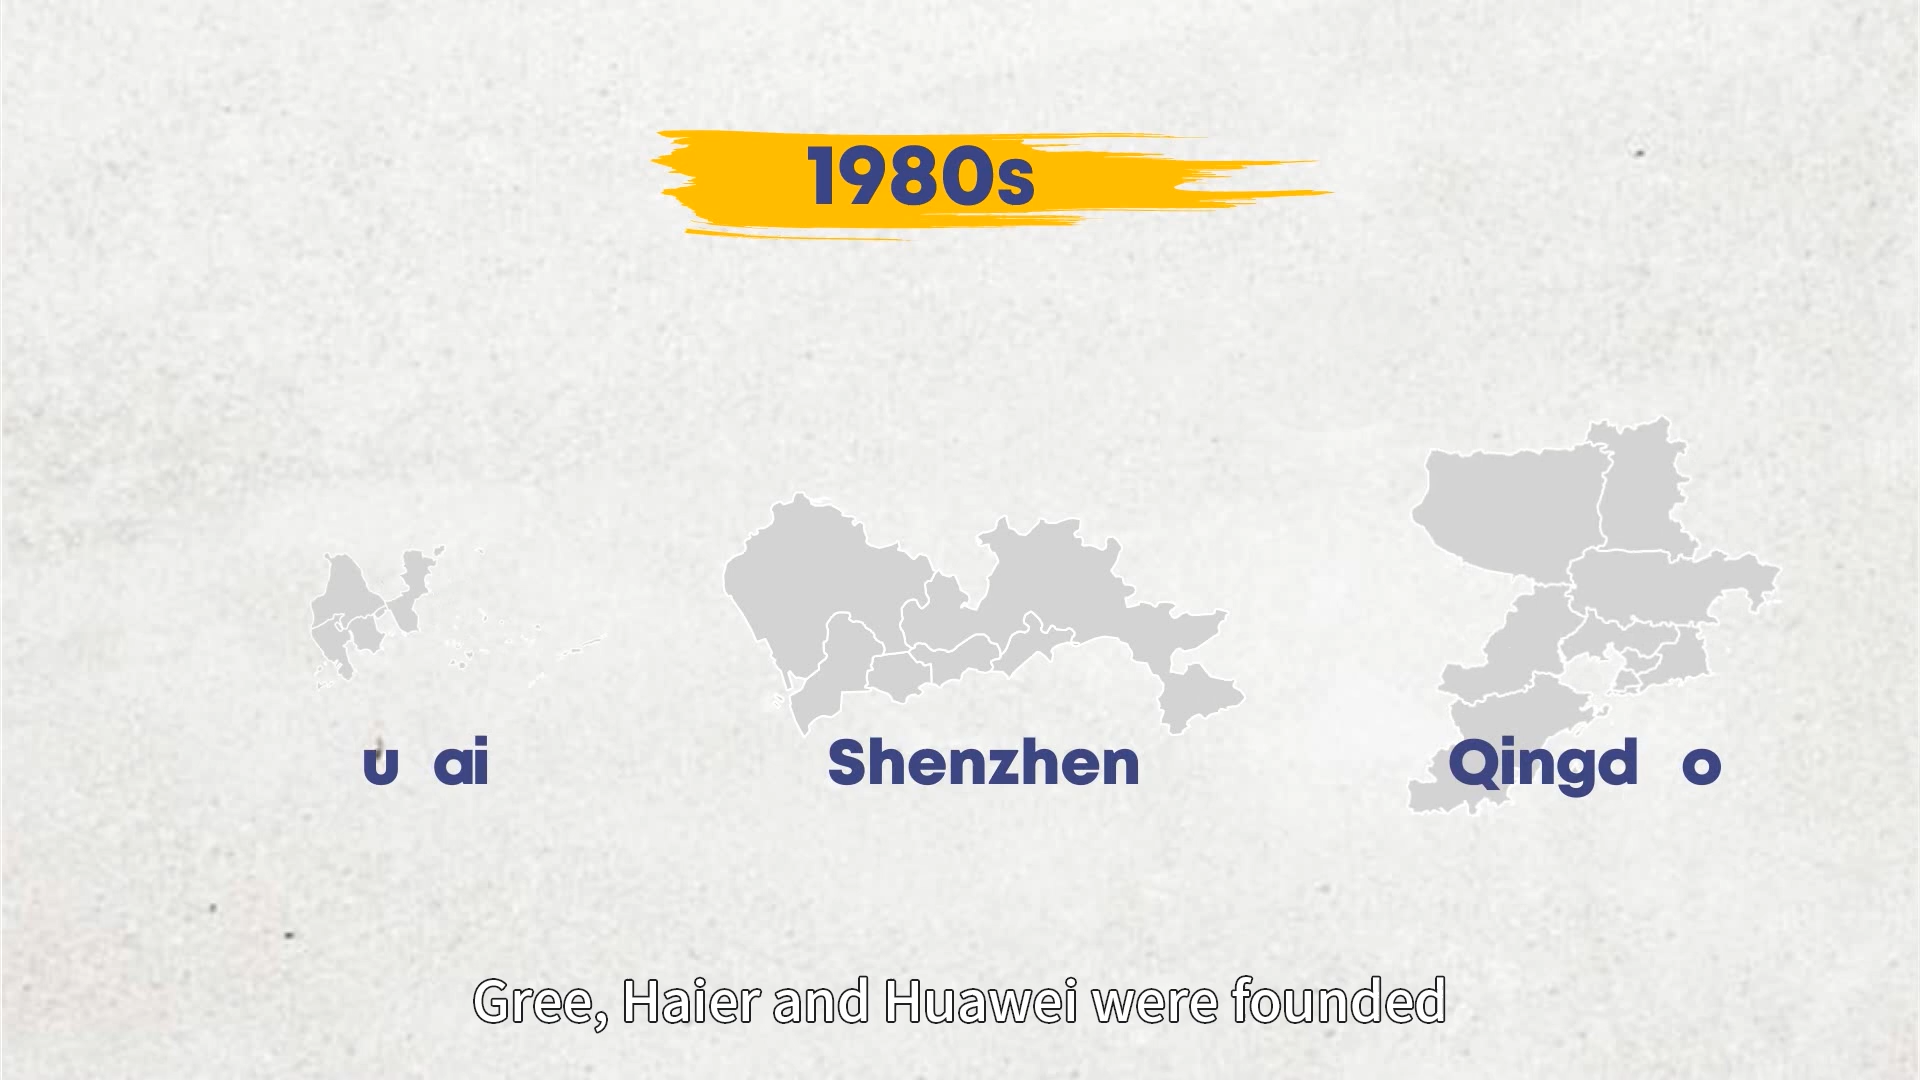 1980s
u ai
Shenzhen
Qingd o
Gree, Haier and Huawei were founded